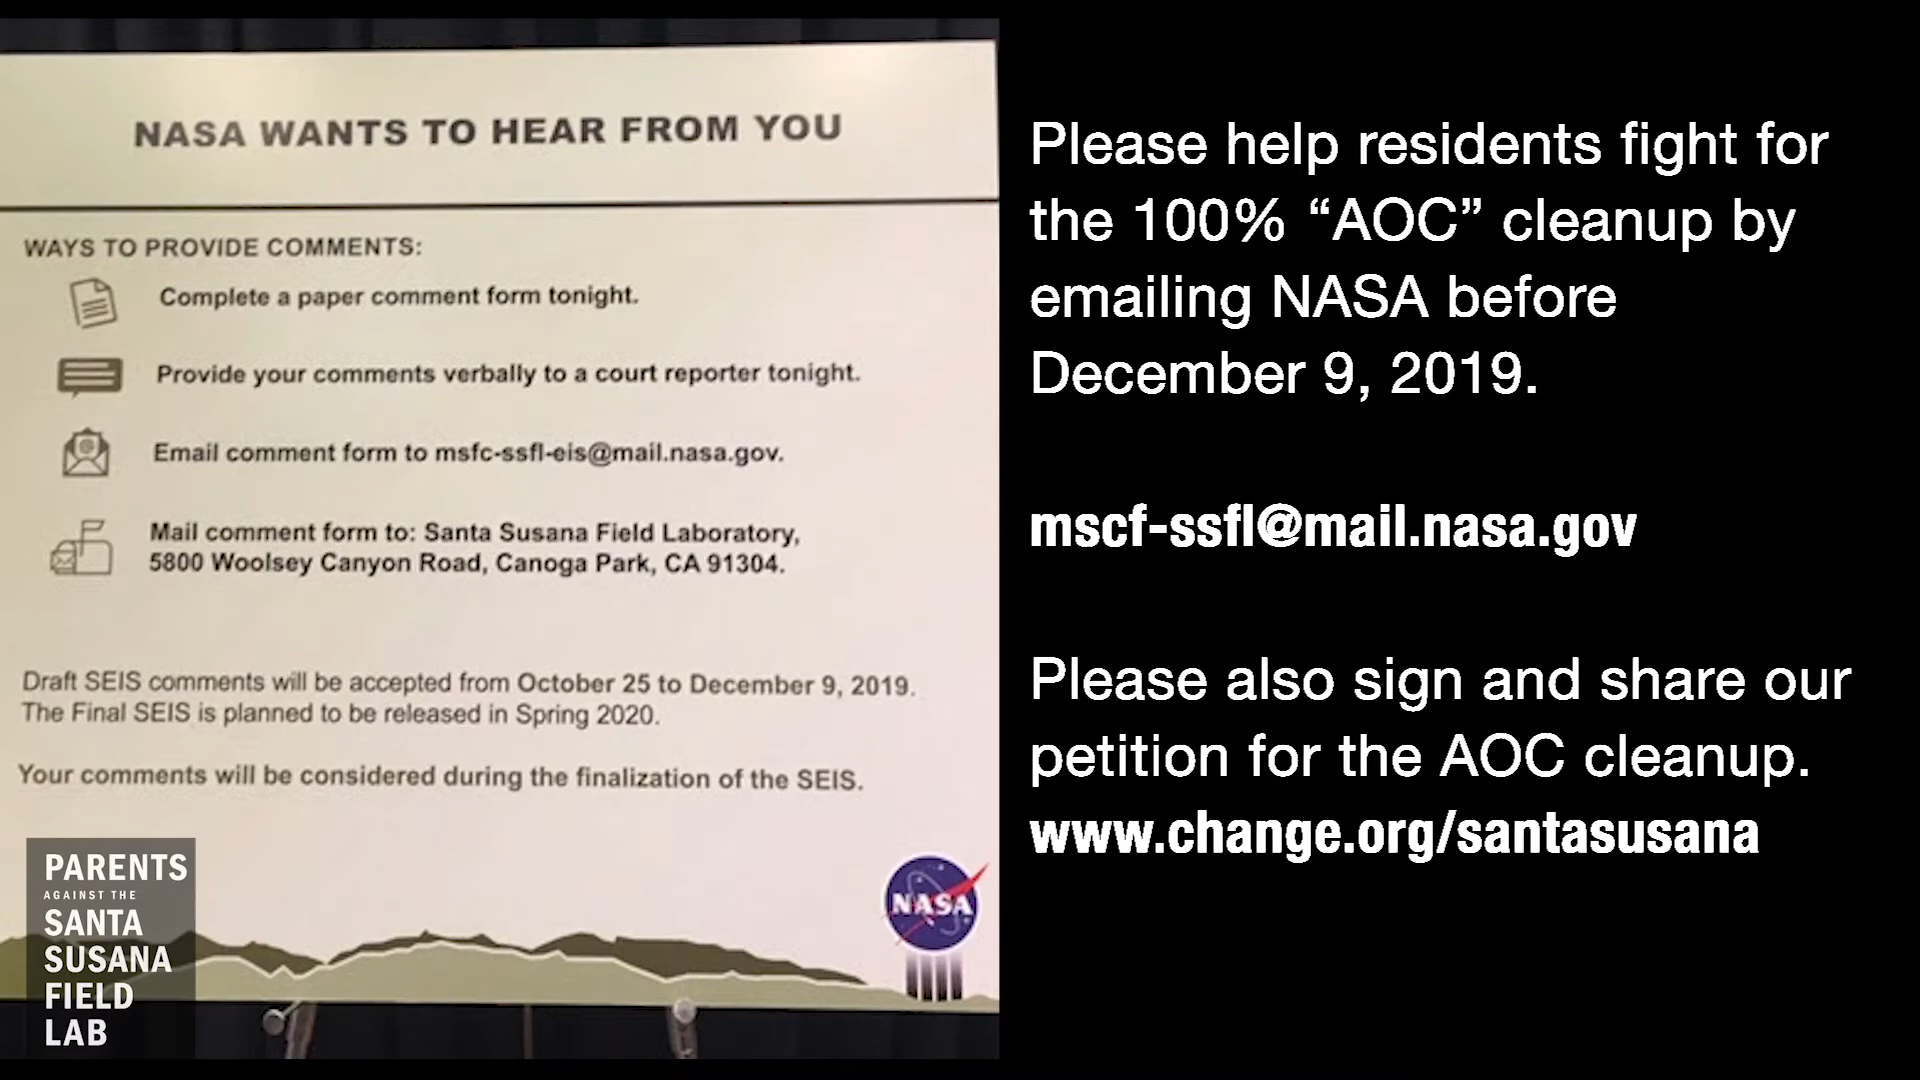 NASA WANTS TO HEAR FROM YOU
WAYS TO PROVIDE COMMENTS:
Complete a paper comment form tonight.
Provide your comments verbally to a court reporter tonight.
Email comment form to msfc-ssfl-eis@mail.nasa.gov.
Mail comment form to: Santa Susana Field Laboratory,
5800 Woolsey Canyon Road, Canoga Park, CA 91304.
Draft SEIS comments will be accepted from October 25 to December 9, 2019.
The Final SEIS is planned to be released in Spring 2020.
Your comments will be considered during the finalization of the SEIS.
NASA
PARENTS
AGAINST THE
SANTA
SUSANA
FIELD
LAB
Please help residents fight for
the 100% “AOC” cleanup by
emailing NASA before
December 9, 2019.
mscf-ssfl@mail.nasa.gov
Please also sign and share our
petition for the AOC cleanup.
www.change.org/santasusana